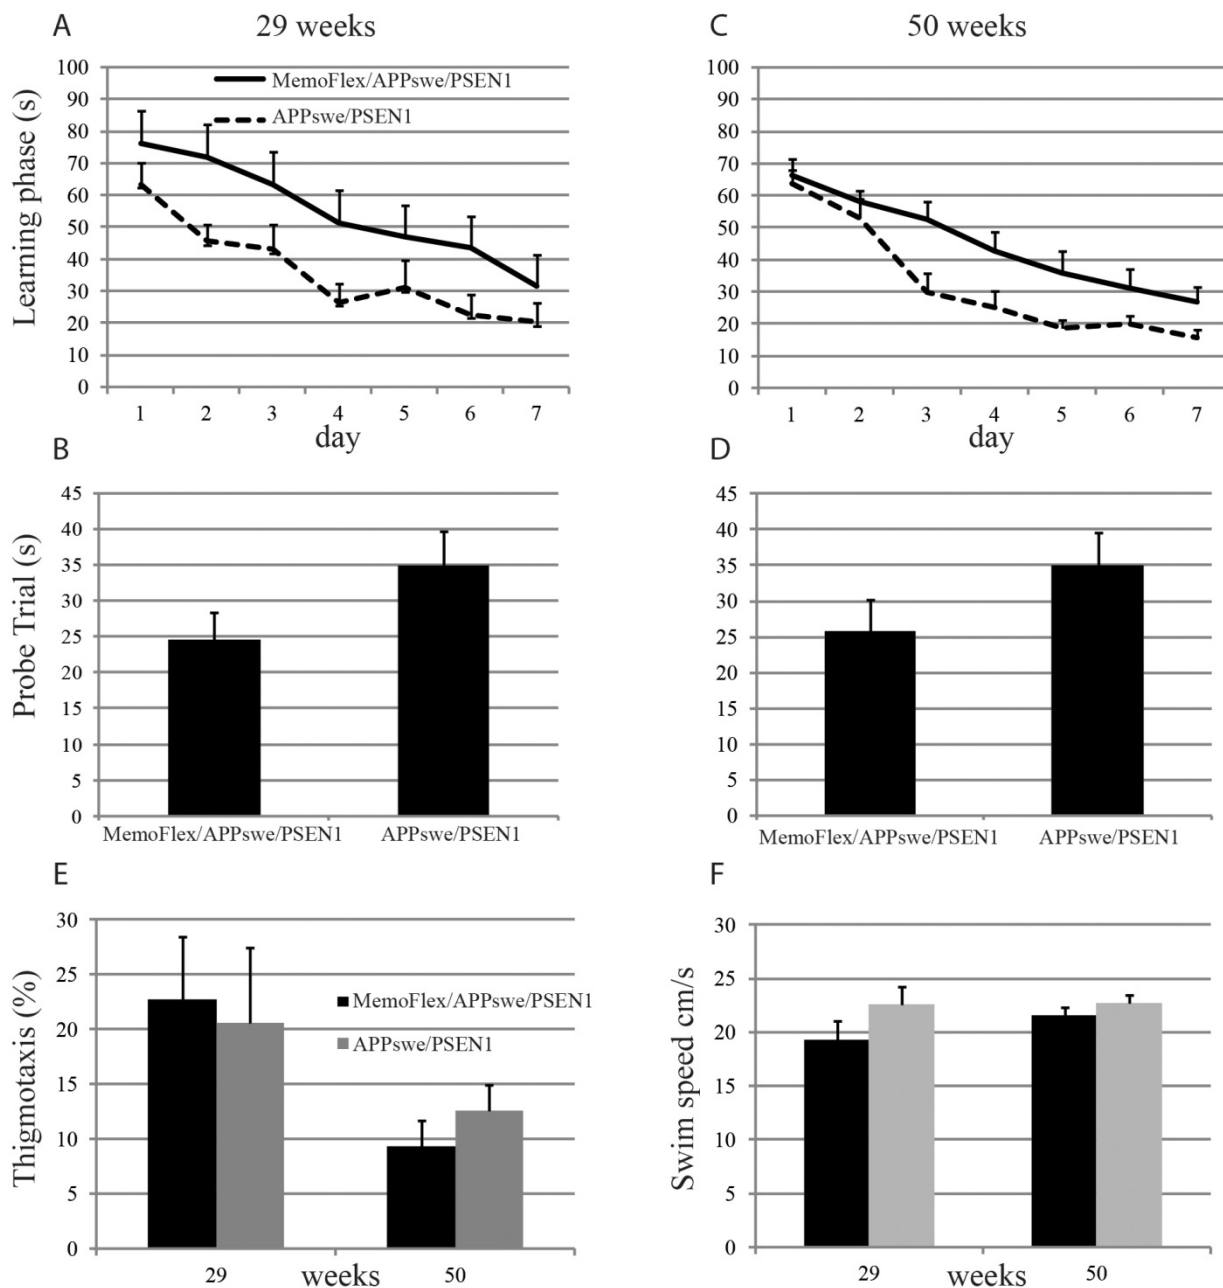 A 29 weeks
C 50 weeks
Learning phase (s)
100
90
80
70
60
50
40
30
20
10
0
MemoFlex/APPswe/PSEN1
APPswe/PSEN1
1 2 3 4 5 6 7
day
100
90
80
70
60
50
40
30
20
10
0
1 2 3 4 5 6 7
day
B
Probe Trial (s)
45
40
35
30
25
20
15
10
5
0
MemoFlex/APPswe/PSEN1 APPswe/PSEN1
D
45
40
35
30
25
20
15
10
5
0
MemoFlex/APPswe/PSEN1 APPswe/PSEN1
E
Thigmotaxis (%)
30
25
20
15
10
5
0
MemoFlex/APPswe/PSEN1
APPswe/PSEN1
29 weeks 50
F
Swim speed cm/s
30
25
20
15
10
5
0
29 weeks 50